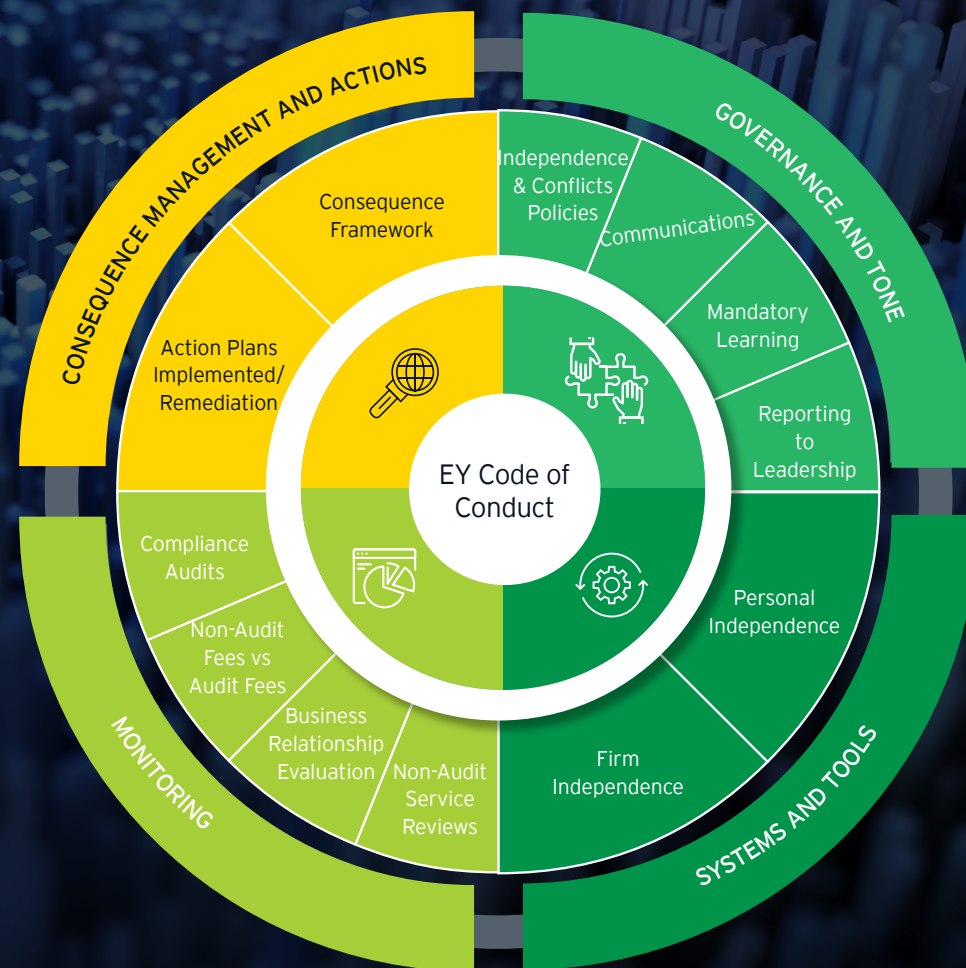 CONSEQUENCE MANAGEMENT AND ACTIONS
GOVERNANCE AND TONE
Consequence
Framework
Independence
& Conflicts
Policies
Communications
Mandatory
Learning
Reporting
to
Leadership
Action Plans
Implemented/
Remediation
EY Code of
Conduct
Compliance
Audits
Non-Audit
Fees vs
Audit Fees
Business
Relationship
Evaluation
Non-Audit
Service
Reviews
Firm
Independence
Personal
Independence
MONITORING
SYSTEMS AND TOOLS